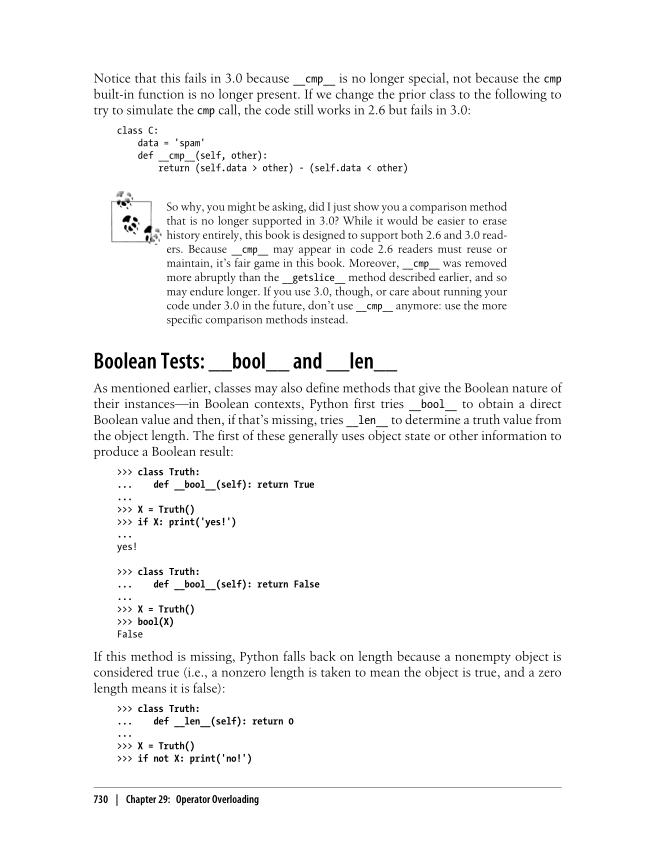 Notice that this fails in 3.0 because __cmp__ is no longer special, not because the cmp
built-in function is no longer present. If we change the prior class to the following to
try to simulate the cmp call, the code still works in 2.6 but fails in 3.0:
class C:
    data = 'spam'
    def __cmp__(self, other):
        return (self.data > other) - (self.data < other)
So why, you might be asking, did I just show you a comparison method
that is no longer supported in 3.0? While it would be easier to erase
history entirely, this book is designed to support both 2.6 and 3.0 read-
ers. Because __cmp__ may appear in code 2.6 readers must reuse or
maintain, it's fair game in this book. Moreover, __cmp__ was removed
more abruptly than the __getslice__ method described earlier, and so
may endure longer. If you use 3.0, though, or care about running your
code under 3.0 in the future, don't use __cmp__ anymore: use the more
specific comparison methods instead.
Boolean Tests: __bool__ and __len__
As mentioned earlier, classes may also define methods that give the Boolean nature of
their instances—in Boolean contexts, Python first tries __bool__ to obtain a direct
Boolean value and then, if that's missing, tries __len__ to determine a truth value from
the object length. The first of these generally uses object state or other information to
produce a Boolean result:
>>> class Truth:
...    def __bool__(self): return True
...
>>> X = Truth()
>>> if X: print('yes!')
...
yes!
>>> class Truth:
...    def __bool__(self): return False
...
>>> X = Truth()
>>> bool(X)
False
If this method is missing, Python falls back on length because a nonempty object is
considered true (i.e., a nonzero length is taken to mean the object is true, and a zero
length means it is false):
>>> class Truth:
...    def __len__(self): return 0
...
>>> X = Truth()
>>> if not X: print('no!')
730 | Chapter 29: Operator Overloading